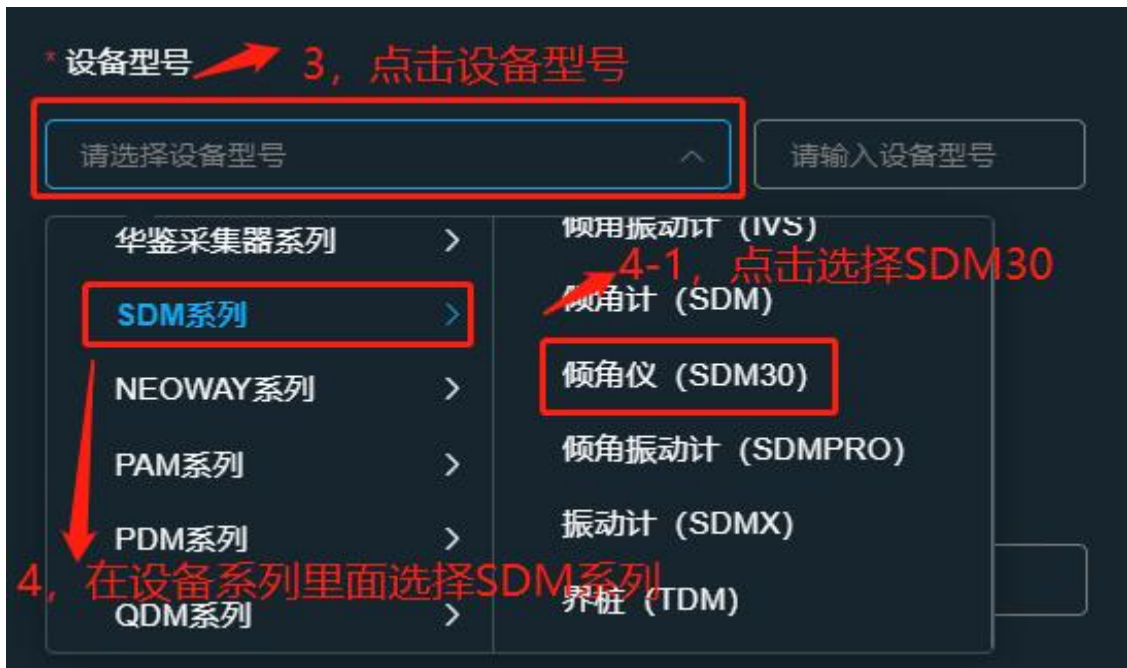 * 设备型号
3，点击设备型号
请选择设备型号
请输入设备型号
华鉴采集器系列
倾角振动计（IVS）
4-1，点击选择SDM30
SDM系列
倾角计（SDM）
NEOWAY系列
倾角仪（SDM30）
PAM系列
倾角振动计（SDMPRO）
PDM系列
振动计（SDMX）
4，在设备系列里面选择SDM系列
QDM系列
界桩（TDM）